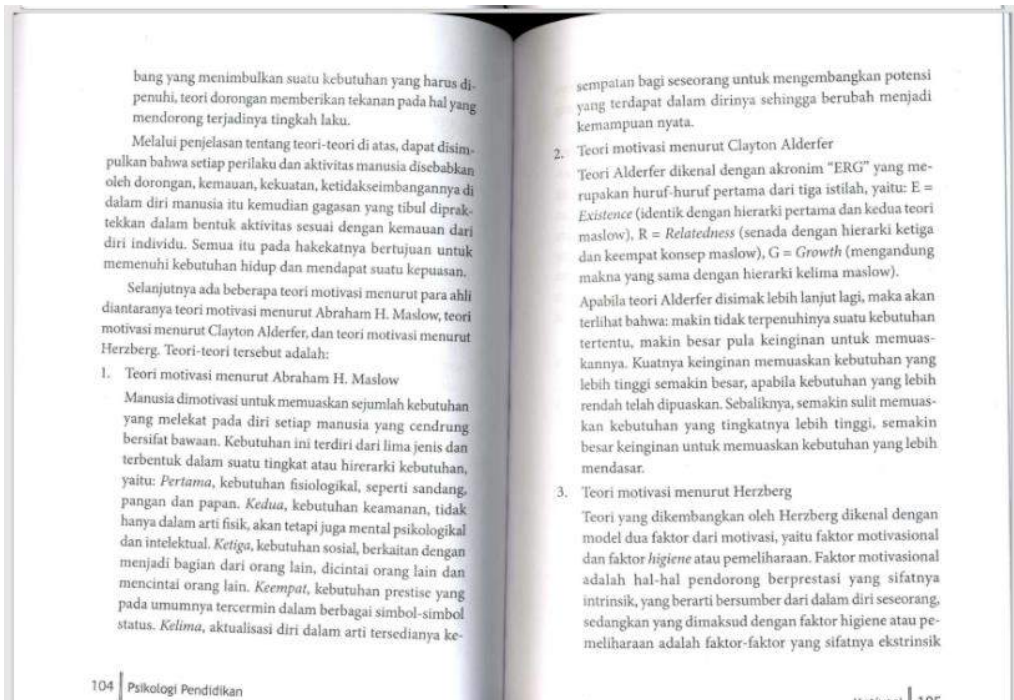 bang yang menimbulkan suatu kebutuhan yang harus di-
penuhi, teori dorongan memberikan tekanan pada hal yang
mendorong terjadinya tingkah laku.
Melalui penjelasan tentang teori-teori di atas, dapat disim-
pulkan bahwa setiap perilaku dan aktivitas manusia disebabkan
oleh dorongan, kemauan, kekuatan, ketidakseimbangannya di
dalam diri manusia itu kemudian gagasan yang tibul diprak-
tekkan dalam bentuk aktivitas sesuai dengan kemauan dari
diri individu. Semua itu pada hakekatnya bertujuan untuk
memenuhi kebutuhan hidup dan mendapat suatu kepuasan.
Selanjutnya ada beberapa teori motivasi menurut para ahli
diantaranya teori motivasi menurut Abraham H. Maslow, teori
motivasi menurut Clayton Alderfer, dan teori motivasi menurut
Herzberg. Teori-teori tersebut adalah:
1. Teori motivasi menurut Abraham H. Maslow
Manusia dimotivasi untuk memuaskan sejumlah kebutuhan
yang melekat pada diri setiap manusia yang cendrung
bersifat bawaan. Kebutuhan ini terdiri dari lima jenis dan
terbentuk dalam suatu tingkat atau hirerarki kebutuhan,
yaitu: Pertama, kebutuhan fisiologikal, seperti sandang,
pangan dan papan. Kedua, kebutuhan keamanan, tidak
hanya dalam arti fisik, akan tetapi juga mental psikologikal
dan intelektual. Ketiga, kebutuhan sosial, berkaitan dengan
menjadi bagian dari orang lain, dicintai orang lain dan
mencintai orang lain. Keempat, kebutuhan prestise yang
pada umumnya tercermin dalam berbagai simbol-simbol
status. Kelima, aktualisasi diri dalam arti tersedianya ke-
104 Psikologi Pendidikan
sempatan bagi seseorang untuk mengembangkan potensi
yang terdapat dalam dirinya sehingga berubah menjadi
kemampuan nyata.
2. Teori motivasi menurut Clayton Alderfer
Teori Alderfer dikenal dengan akronim "ERG" yang me-
rupakan huruf-huruf pertama dari tiga istilah, yaitu: E =
Existence (identik dengan hierarki pertama dan kedua teori
maslow), R = Relatedness (senada dengan hierarki ketiga
dan keempat konsep maslow), G = Growth (mengandung
makna yang sama dengan hierarki kelima maslow).
Apabila teori Alderfer disimak lebih lanjut lagi, maka akan
terlihat bahwa: makin tidak terpenuhinya suatu kebutuhan
tertentu, makin besar pula keinginan untuk memuas-
kannya. Kuatnya keinginan memuaskan kebutuhan yang
lebih tinggi semakin besar, apabila kebutuhan yang lebih
rendah telah dipuaskan. Sebaliknya, semakin sulit memuas-
kan kebutuhan yang tingkatnya lebih tinggi, semakin
besar keinginan untuk memuaskan kebutuhan yang lebih
mendasar.
3. Teori motivasi menurut Herzberg
Teori yang dikembangkan oleh Herzberg dikenal dengan
model dua faktor dari motivasi, yaitu faktor motivasional
dan faktor higiene atau pemeliharaan. Faktor motivasional
adalah hal-hal pendorong berprestasi yang sifatnya
intrinsik, yang berarti bersumber dari dalam diri seseorang,
sedangkan yang dimaksud dengan faktor higiene atau pe-
meliharaan adalah faktor-faktor yang sifatnya ekstrinsik